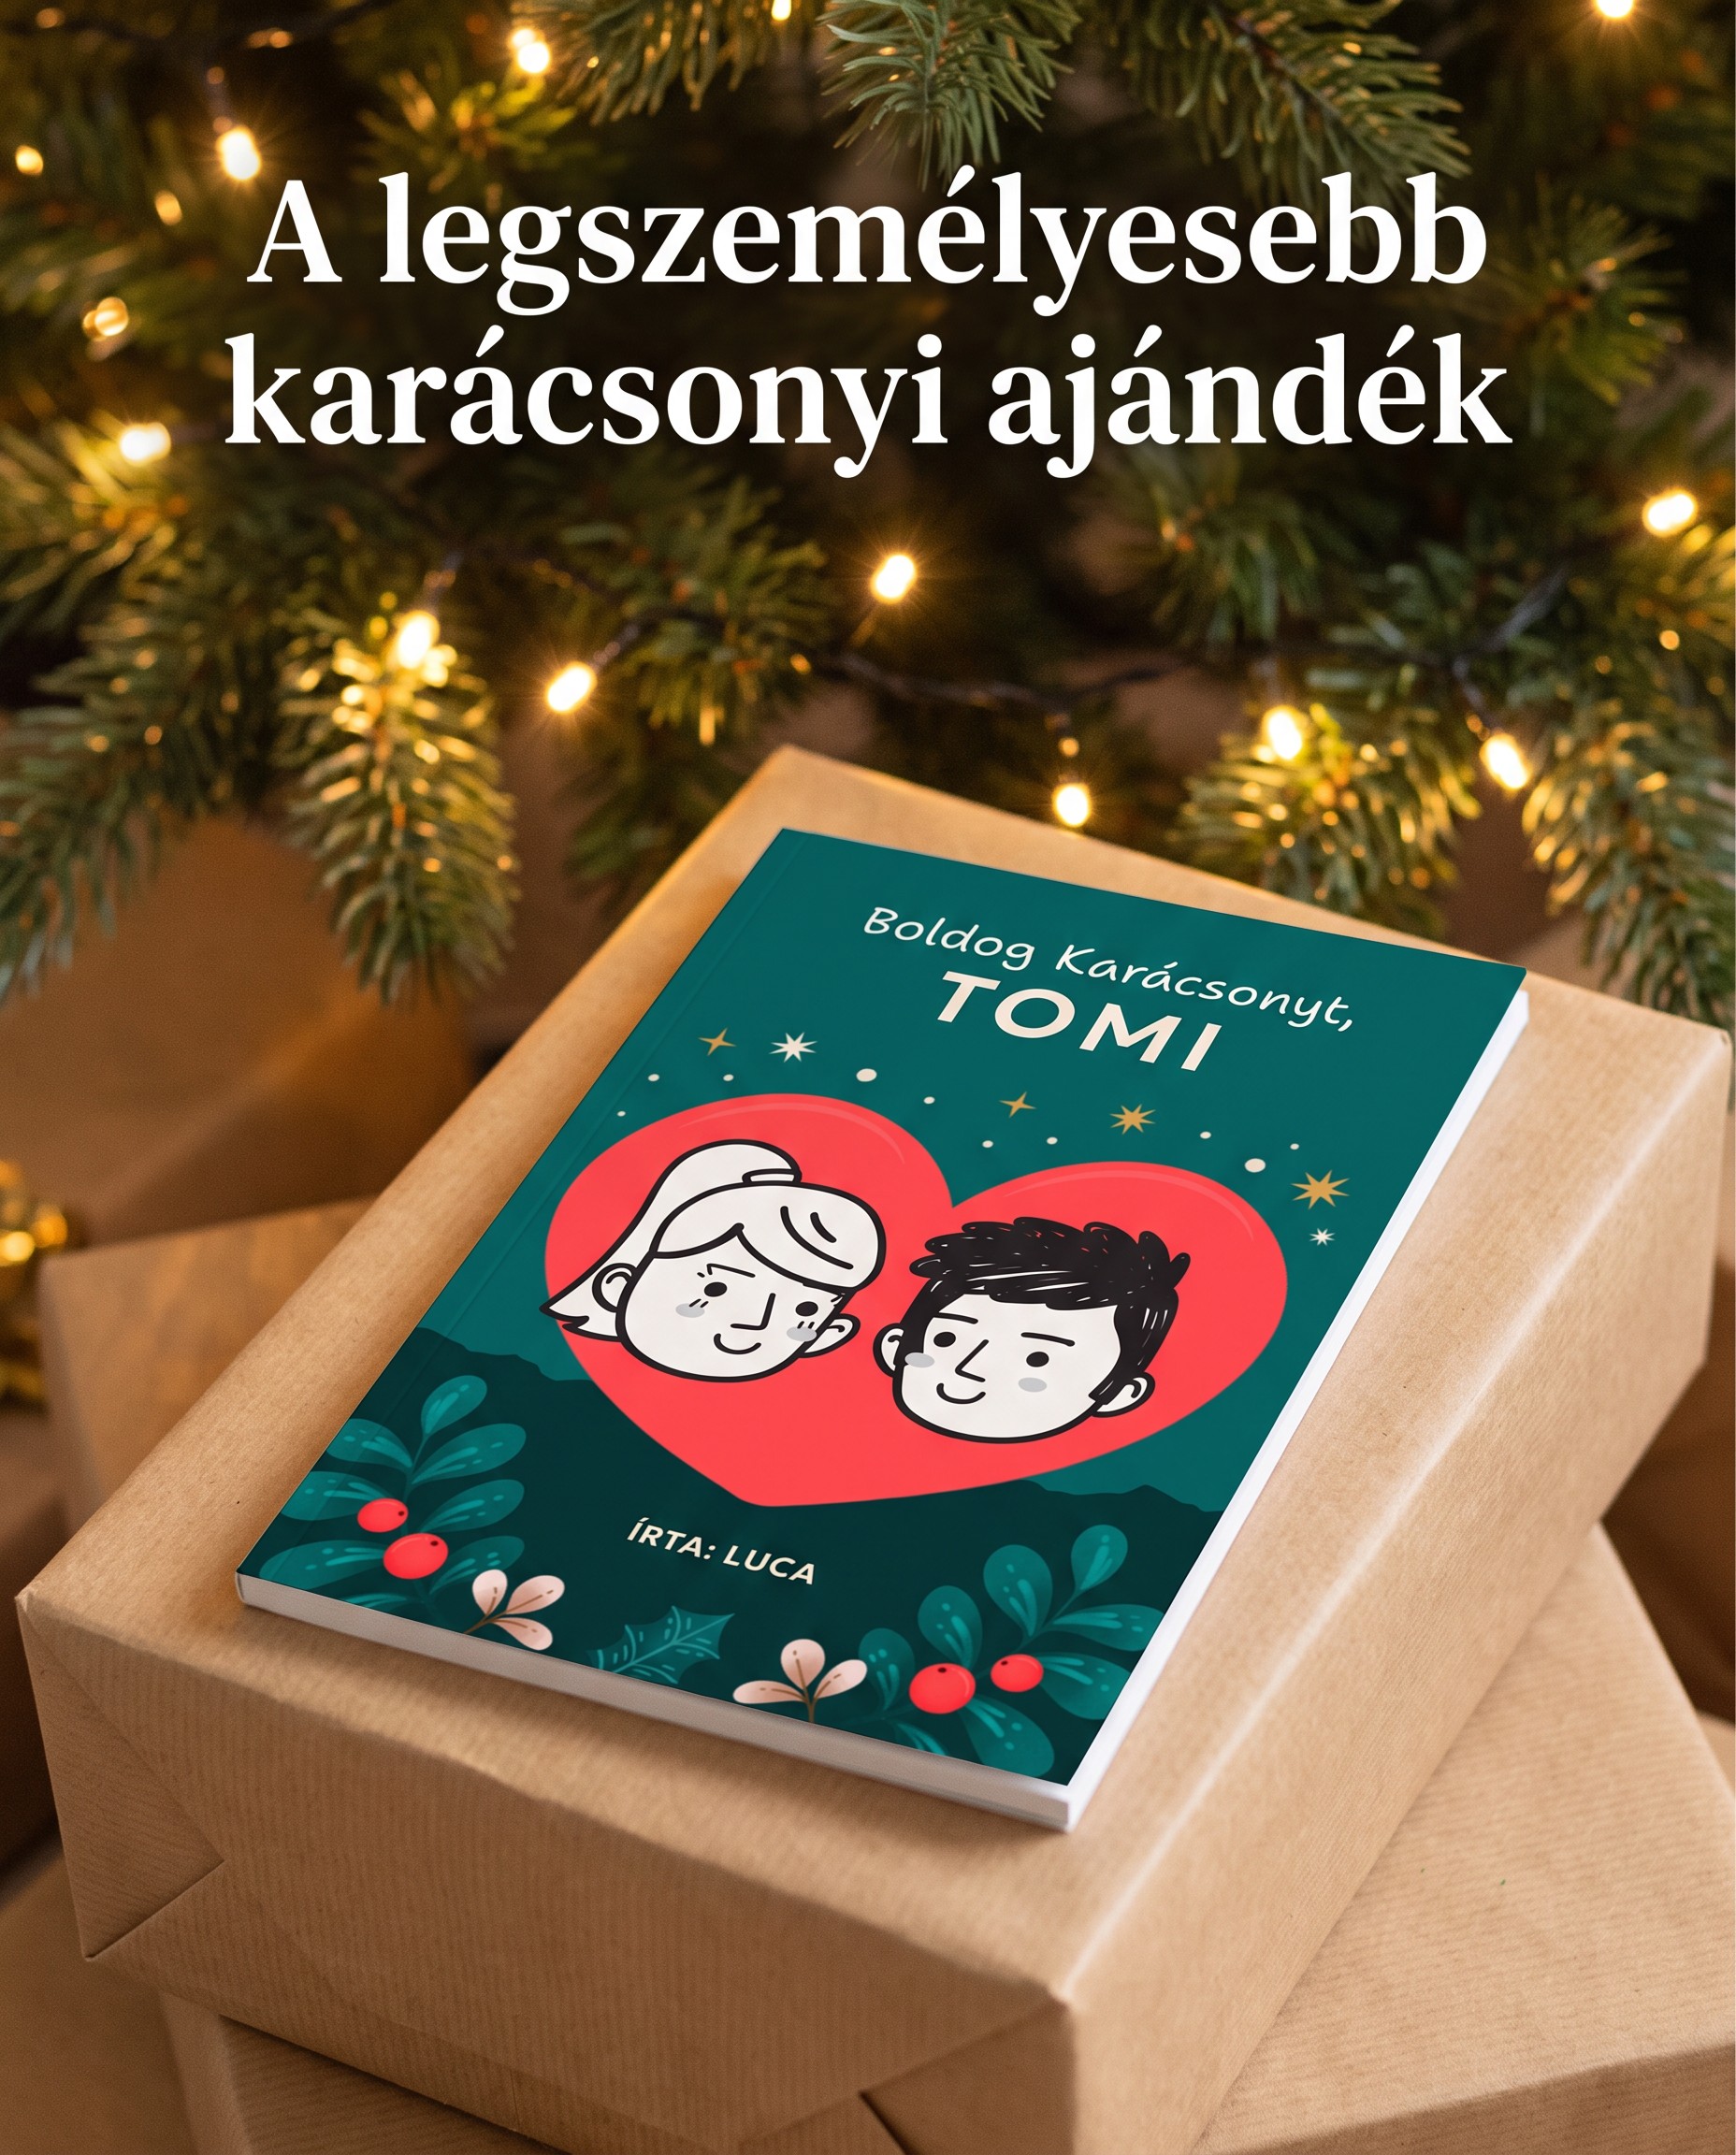 A legszemélyesebb
karácsonyi ajándék
Boldog Karácsonyt,
TOMI
ÍRTA: LUCA